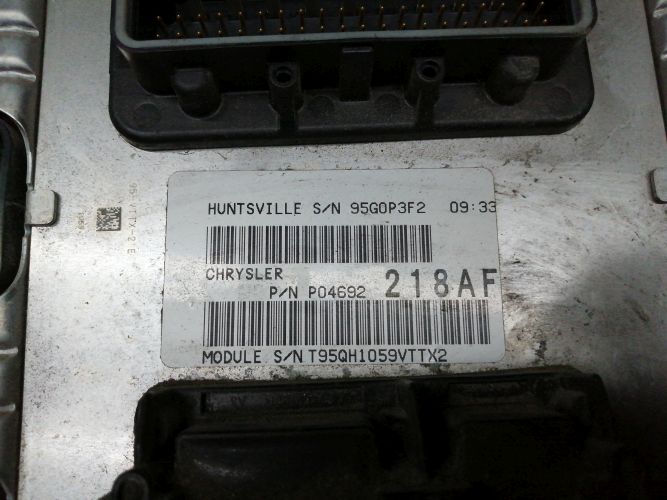 HUNTSVILLE S/N 95G0P3F2 09:33
CHRYSLER
P/N P04692 218AF
MODULE S/N T95QH1059VTTX2